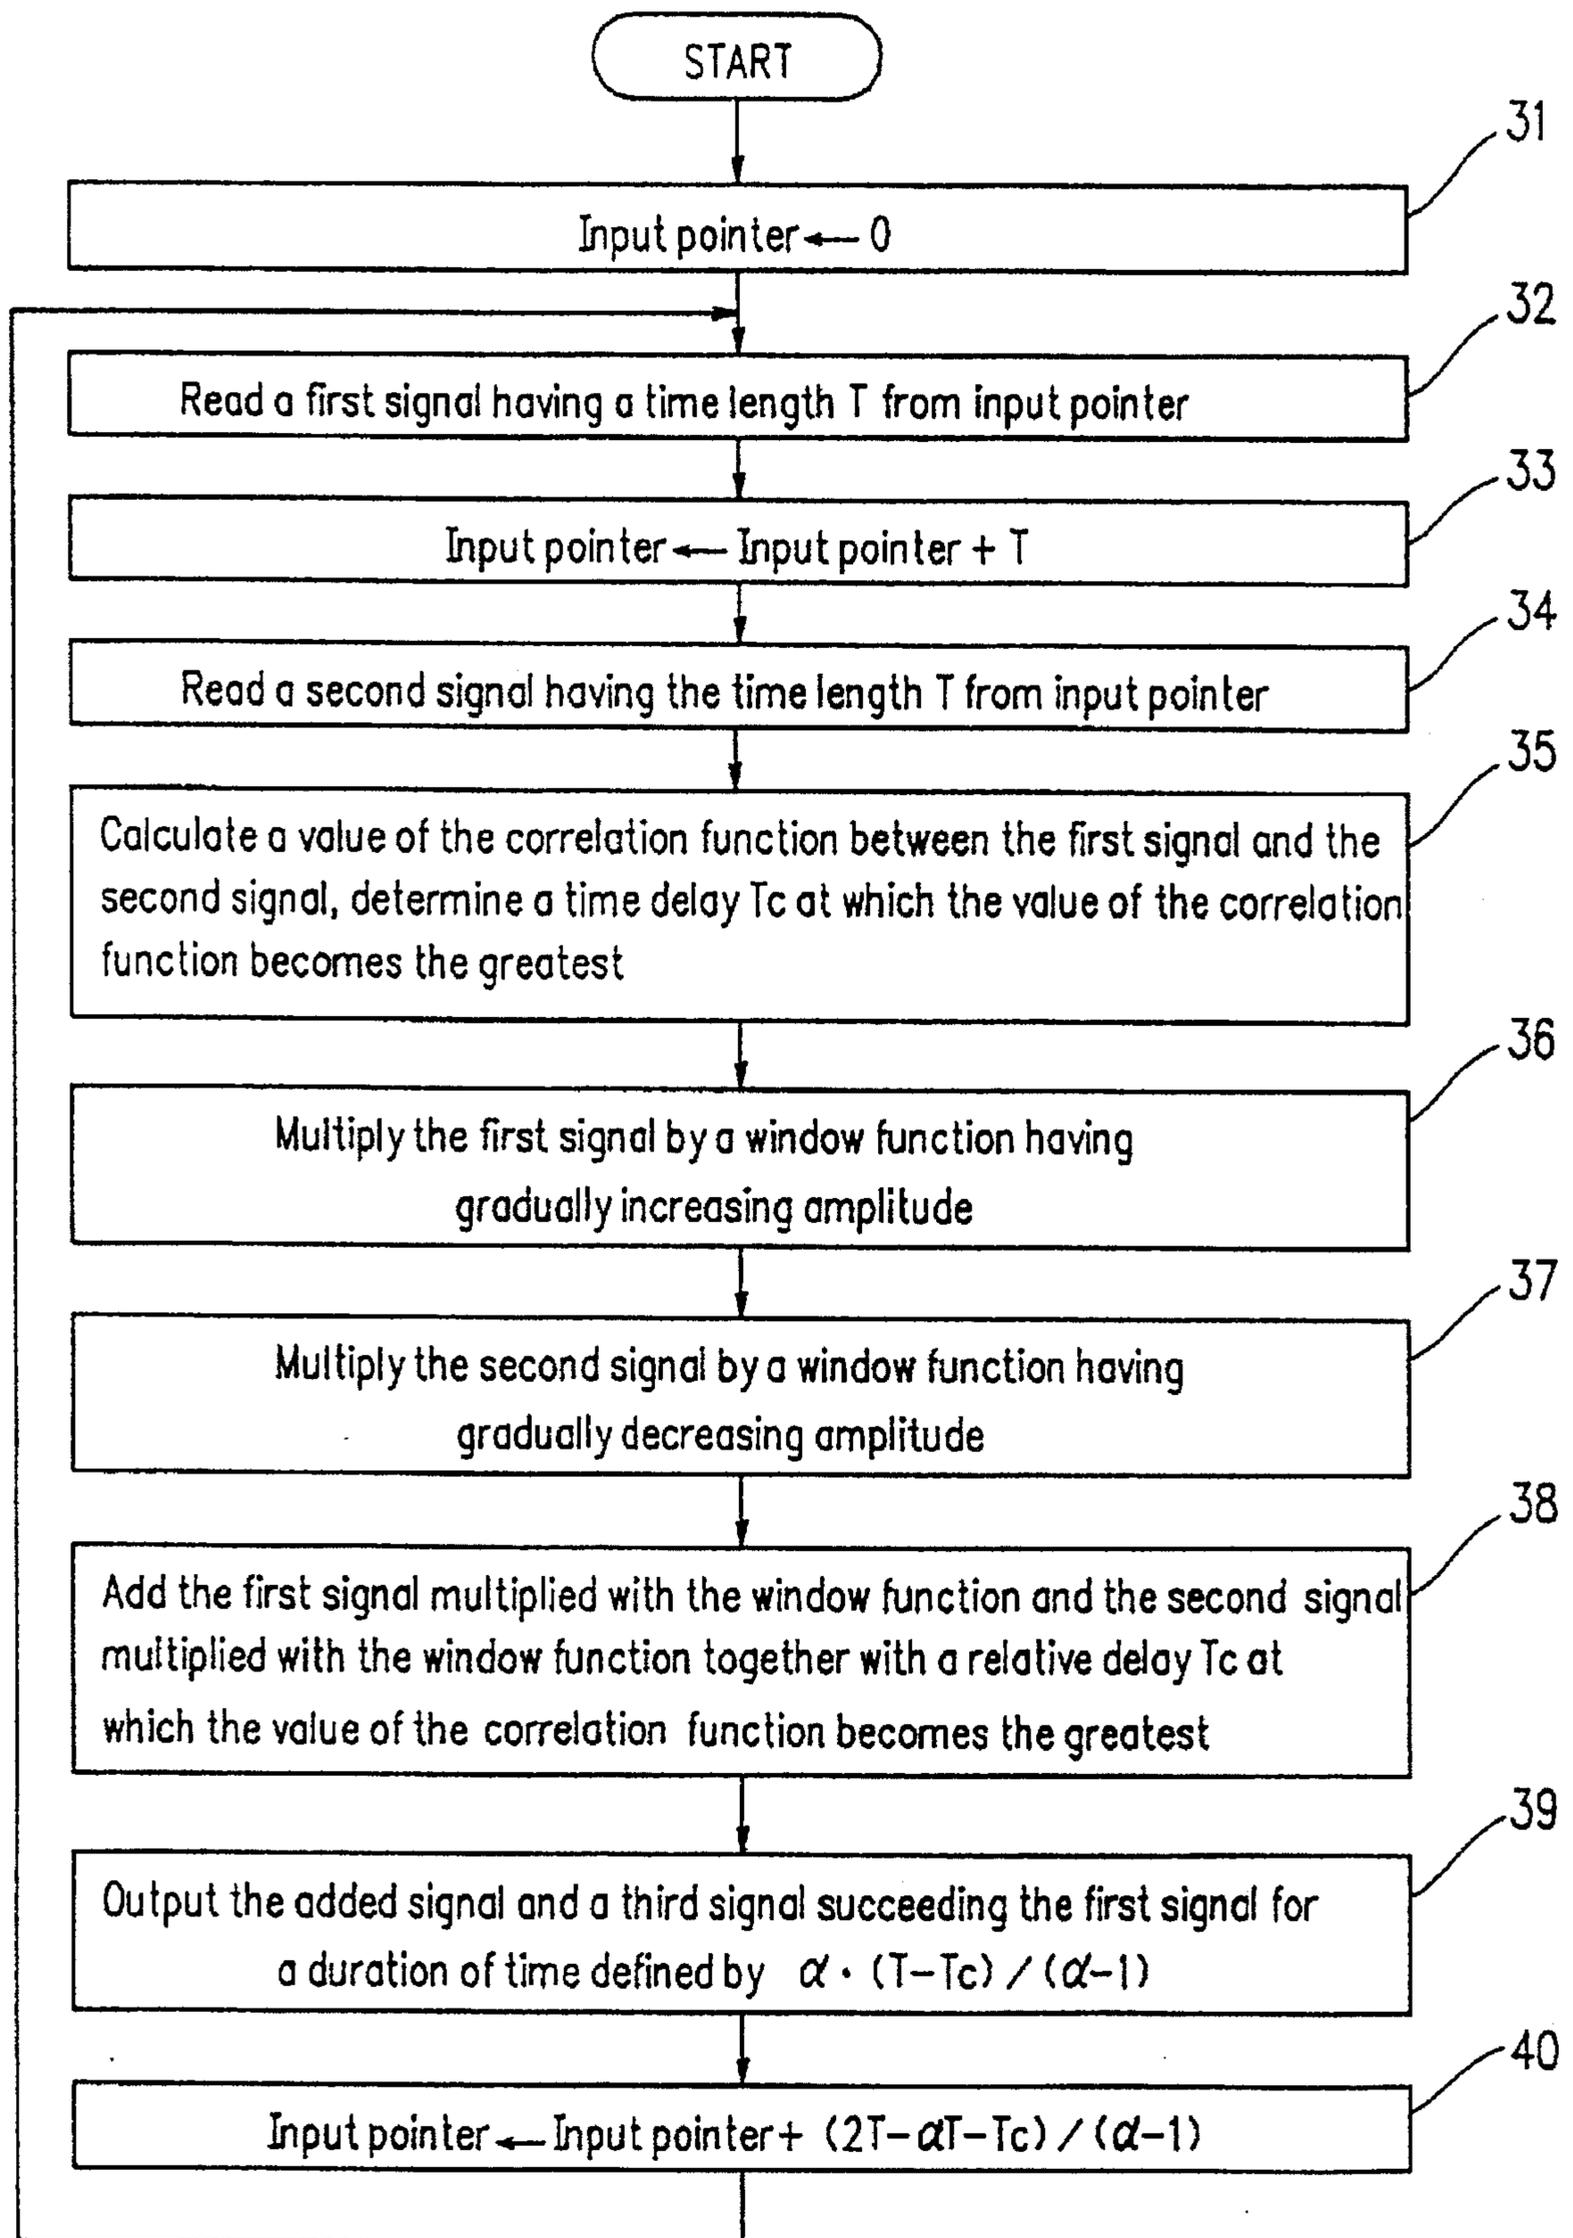 START
31
Input pointer ← 0
32
Read a first signal having a time length T from input pointer
33
Input pointer ← Input pointer + T
34
Read a second signal having the time length T from input pointer
35
Calculate a value of the correlation function between the first signal and the
second signal, determine a time delay Tc at which the value of the correlation
function becomes the greatest
36
Multiply the first signal by a window function having
gradually increasing amplitude
37
Multiply the second signal by a window function having
gradually decreasing amplitude
38
Add the first signal multiplied with the window function and the second signal
multiplied with the window function together with a relative delay Tc at
which the value of the correlation function becomes the greatest
39
Output the added signal and a third signal succeeding the first signal for
a duration of time defined by α · (T-Tc) / (α-1)
40
Input pointer ← Input pointer + (2T-αT-Tc) / (α-1)